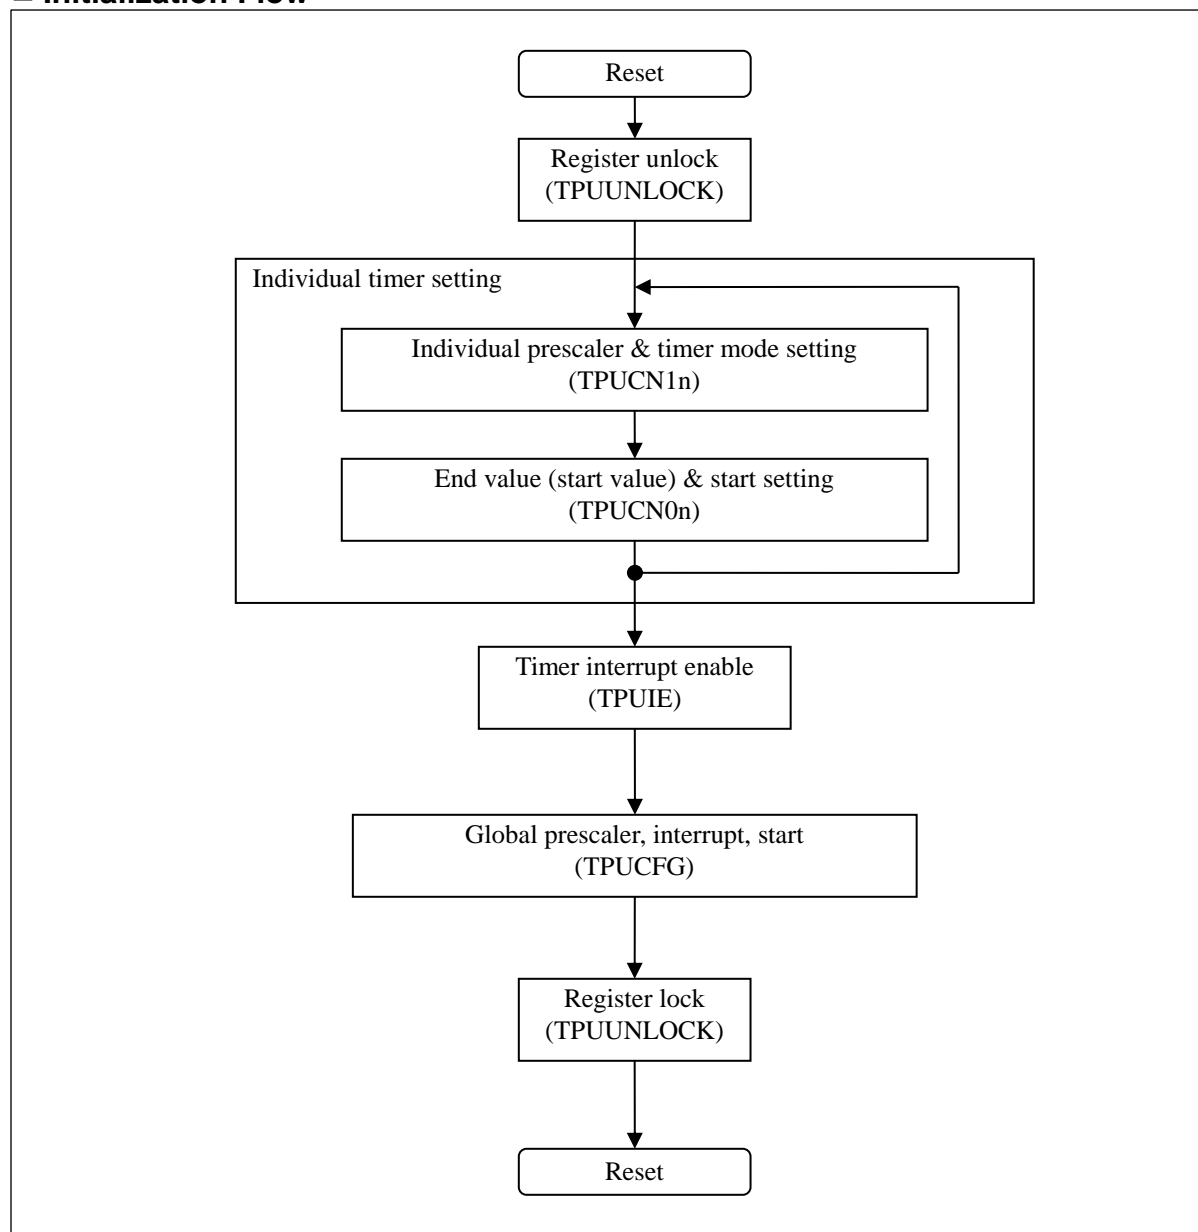 Initialization Flow
Reset
Register unlock
(TPUUNLOCK)
Individual timer setting
Individual prescaler & timer mode setting
(TPUCN1n)
End value (start value) & start setting
(TPUCN0n)
Timer interrupt enable
(TPUIE)
Global prescaler, interrupt, start
(TPUCFG)
Register lock
(TPUUNLOCK)
Reset